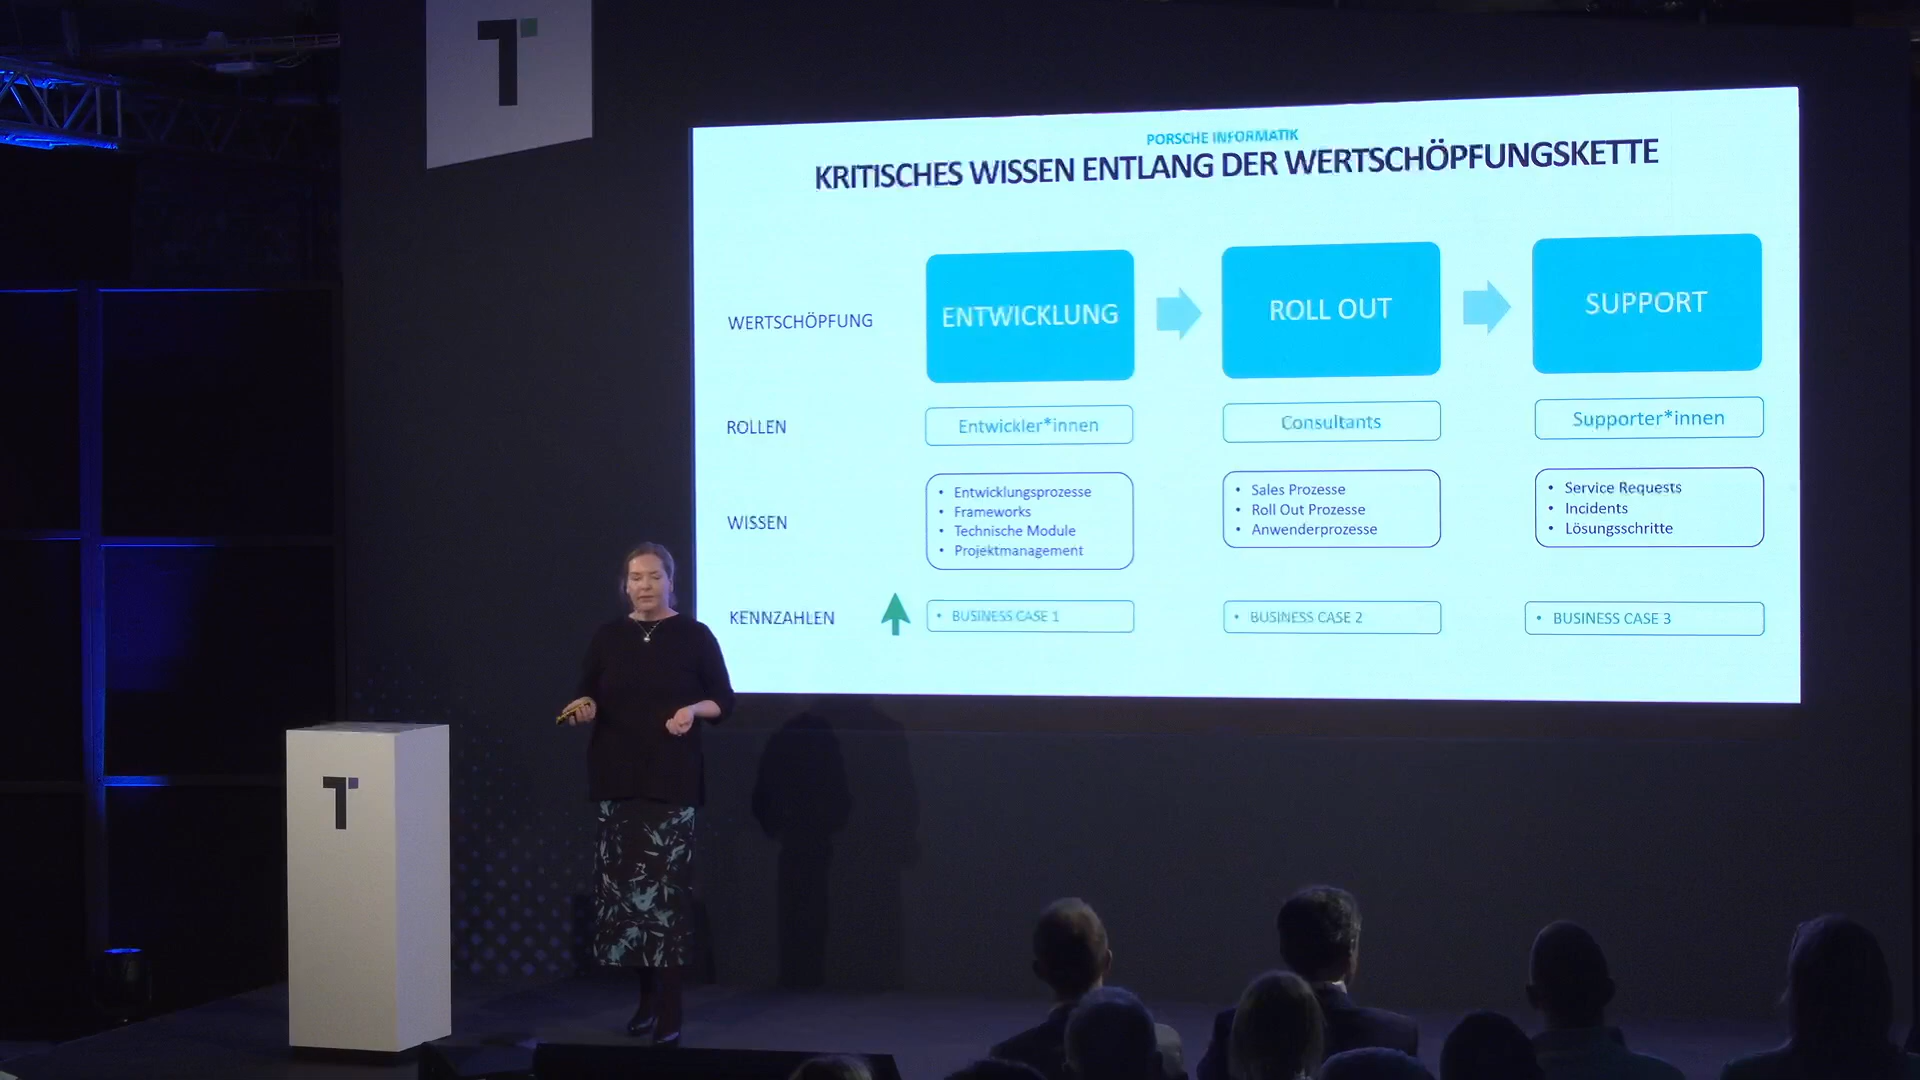 T
PORSCHE INFORMATIK
KRITISCHES WISSEN ENTLANG DER WERTSCHÖPFUNGSKETTE
WERTSCHÖPFUNG
ENTWICKLUNG
ROLL OUT
SUPPORT
ROLLEN
Entwickler*innen
Consultants
Supporter*innen
WISSEN
• Entwicklungsprozesse
• Frameworks
• Technische Module
• Projektmanagement
• Sales Prozesse
• Roll Out Prozesse
• Anwenderprozesse
• Service Requests
• Incidents
• Lösungsschritte
KENNZAHLEN
• BUSINESS CASE 1
• BUSINESS CASE 2
• BUSINESS CASE 3
T